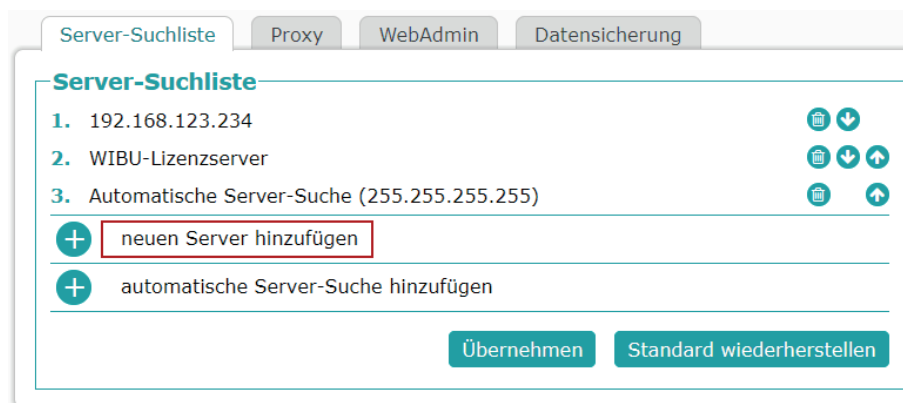 Server-Suchliste Proxy WebAdmin Datensicherung
Server-Suchliste
1. 192.168.123.234
2. WIBU-Lizenzserver
3. Automatische Server-Suche (255.255.255.255)
neuen Server hinzufügen
automatische Server-Suche hinzufügen
Übernehmen Standard wiederherstellen